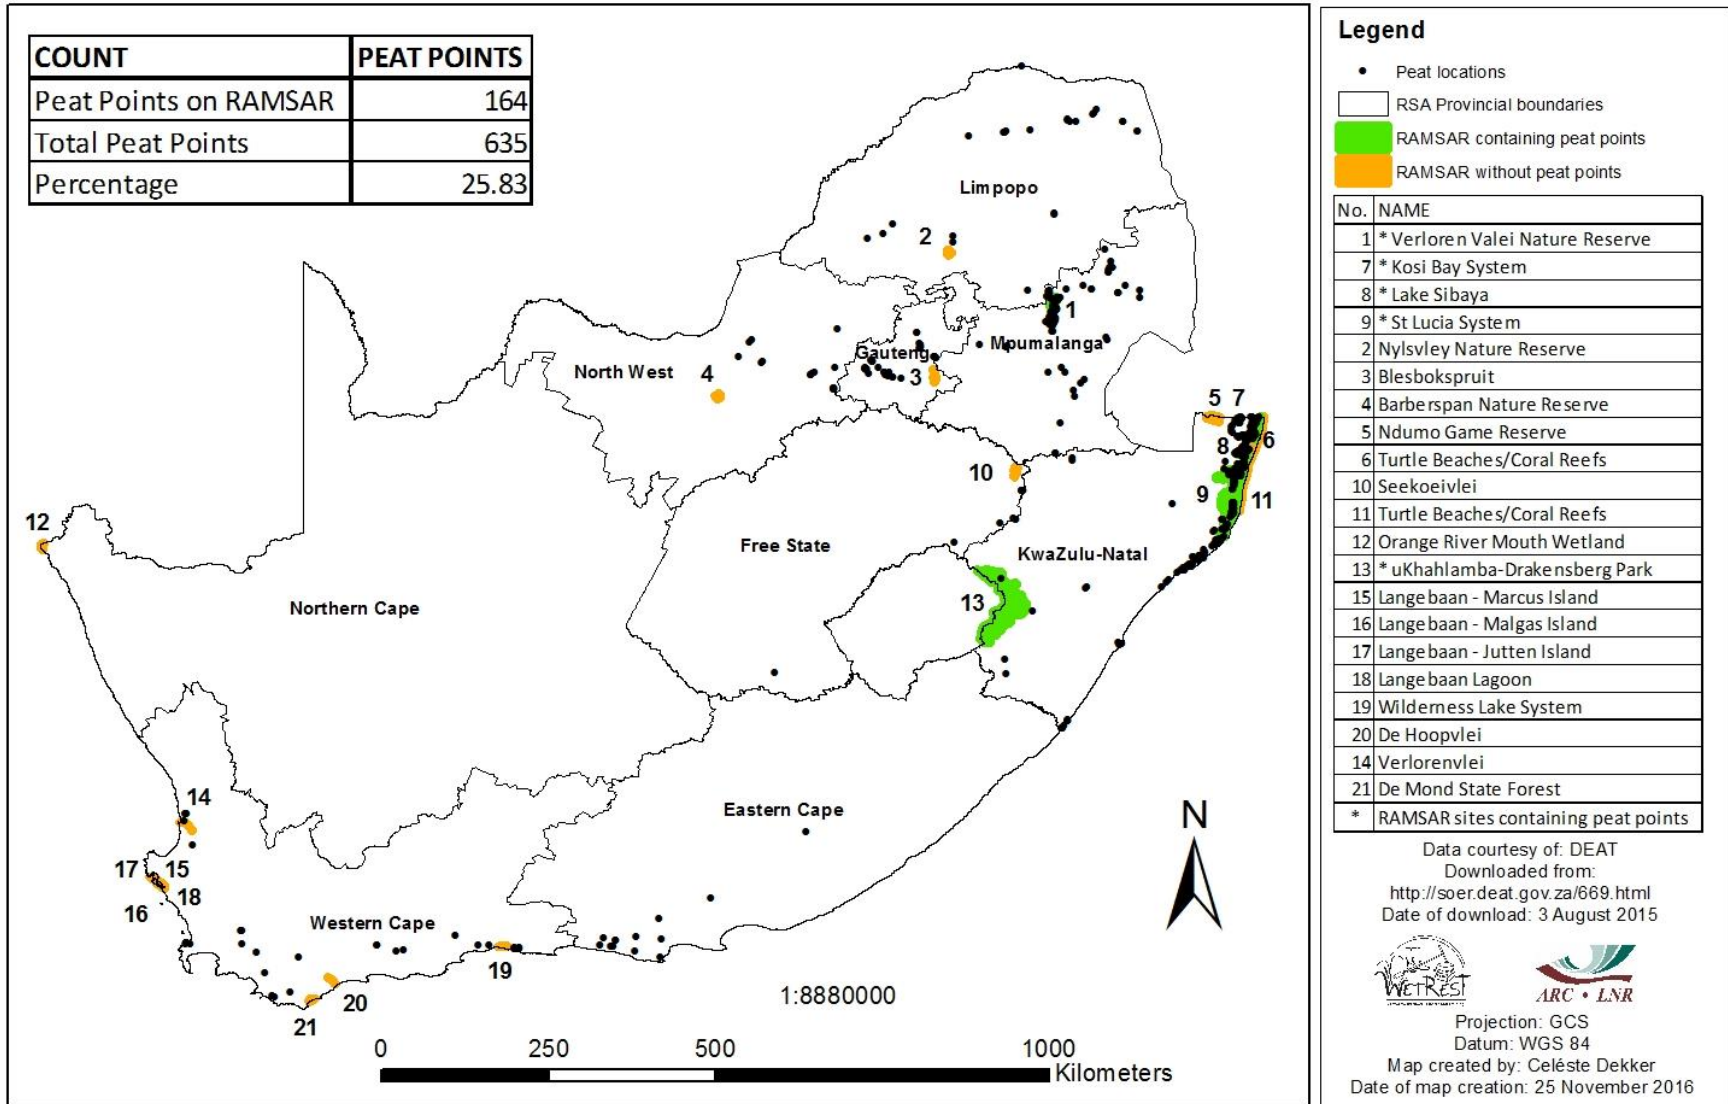 COUNT PEAT POINTS
Peat Points on RAMSAR 164
Total Peat Points 635
Percentage 25.83
Limpopo
2
1
Mpumalanga
Gauteng
North West
4
3
5 7
6
8
10
9 11
12
Free State
KwaZulu-Natal
13
Northern Cape
14
Eastern Cape
17 15
18
16
Western Cape
19
20
21
N
1:8880000
0 250 500 1000
Kilometers
Legend
Peat locations
RSA Provincial boundaries
RAMSAR containing peat points
RAMSAR without peat points
No. NAME
1 * Verloren Valei Nature Reserve
7 * Kosi Bay System
8 * Lake Sibaya
9 * St Lucia System
2 Nylsvley Nature Reserve
3 Blesbokspruit
4 Barberspan Nature Reserve
5 Ndumo Game Reserve
6 Turtle Beaches/Coral Reefs
10 Seekoeivlei
11 Turtle Beaches/Coral Reefs
12 Orange River Mouth Wetland
13 * uKhahlamba-Drakensberg Park
15 Langebaan - Marcus Island
16 Langebaan - Malgas Island
17 Langebaan - Jutten Island
18 Langebaan Lagoon
19 Wilderness Lake System
20 De Hoopvlei
14 Verlorenvlei
21 De Mond State Forest
* RAMSAR sites containing peat points
Data courtesy of: DEAT
Downloaded from:
http://soer.deat.gov.za/669.html
Date of download: 3 August 2015
WETREST
ARC • LNR
Projection: GCS
Datum: WGS 84
Map created by: Celéste Dekker
Date of map creation: 25 November 2016